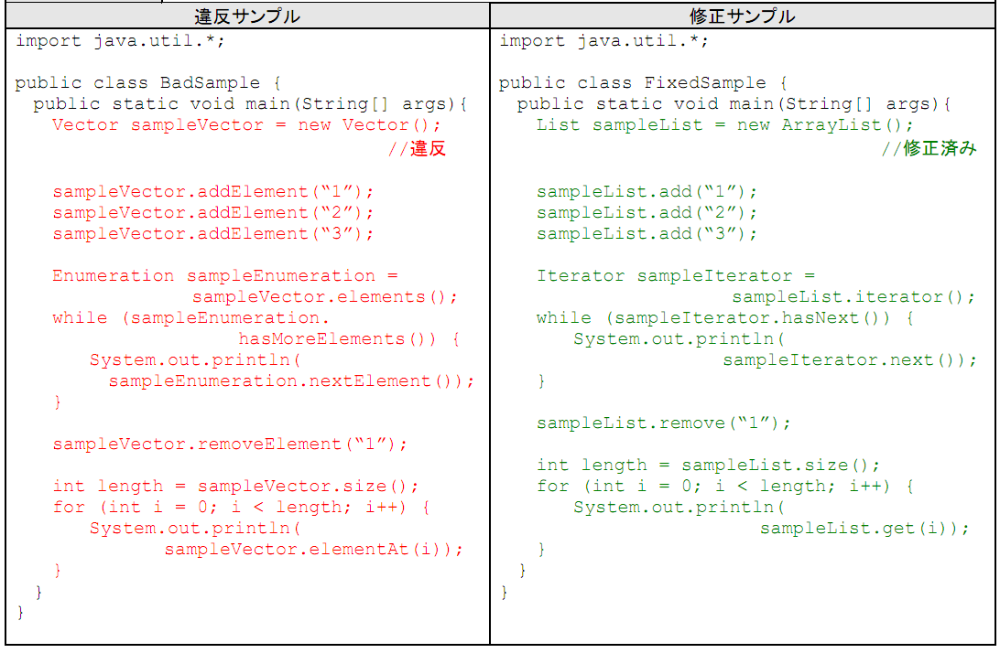 違反サンプル
import java.util.*;
public class BadSample {
public static void main(String[] args){
Vector sampleVector = new Vector();
//違反
sampleVector.addElement(“1”);
sampleVector.addElement(“2”);
sampleVector.addElement(“3”);
Enumeration sampleEnumeration =
sampleVector.elements();
while (sampleEnumeration.
hasMoreElements()) {
System.out.println(
sampleEnumeration.nextElement());
}
sampleVector.removeElement(“1”);
int length = sampleVector.size();
for (int i = 0; i < length; i++) {
System.out.println(
sampleVector.elementAt(i));
}
}
}
修正サンプル
import java.util.*;
public class FixedSample {
public static void main(String[] args){
List sampleList = new ArrayList();
//修正済み
sampleList.add(“1”);
sampleList.add(“2”);
sampleList.add(“3”);
Iterator sampleIterator =
sampleList.iterator();
while (sampleIterator.hasNext()) {
System.out.println(
sampleIterator.next());
}
sampleList.remove(“1”);
int length = sampleList.size();
for (int i = 0; i < length; i++) {
System.out.println(
sampleList.get(i));
}
}
}